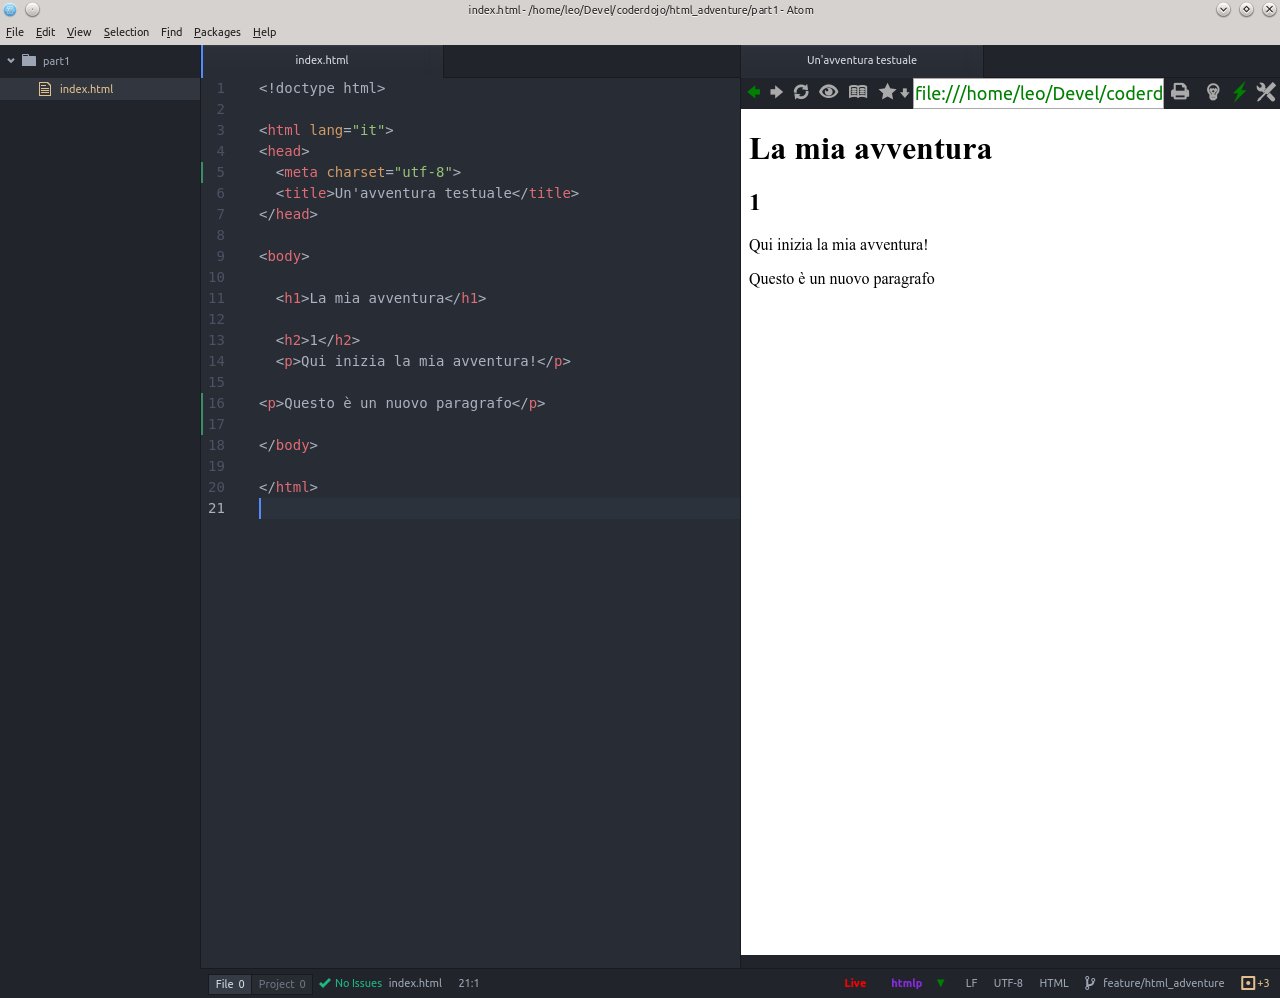 index.html - /home/leo/Devel/coderdojo/html_adventure/part1 - Atom
File Edit View Selection Find Packages Help
part1
index.html
index.html
1 <!doctype html>
2
3 <html lang="it">
4 <head>
5 <meta charset="utf-8">
6 <title>Un'avventura testuale</title>
7 </head>
8
9 <body>
10
11 <h1>La mia avventura</h1>
12
13 <h2>1</h2>
14 <p>Qui inizia la mia avventura!</p>
15
16 <p>Questo è un nuovo paragrafo</p>
17
18 </body>
19
20 </html>
21
Un'avventura testuale
file:///home/leo/Devel/coderd
La mia avventura
1
Qui inizia la mia avventura!
Questo è un nuovo paragrafo
File 0 Project 0 No Issues index.html 21:1 Live htmlp LF UTF-8 HTML feature/html_adventure +3